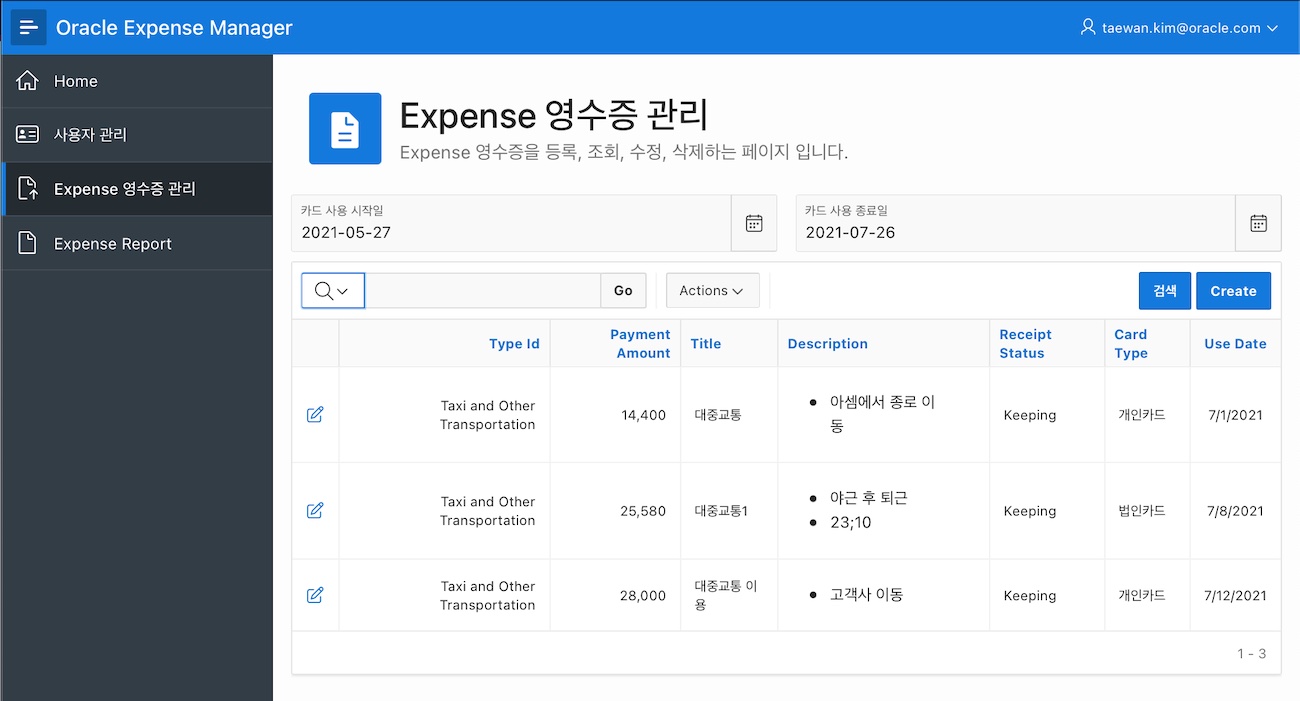 Oracle Expense Manager
taewan.kim@oracle.com
Home
사용자 관리
Expense 영수증 관리
Expense Report
Expense 영수증 관리
Expense 영수증을 등록, 조회, 수정, 삭제하는 페이지 입니다.
카드 사용 시작일
2021-05-27
카드 사용 종료일
2021-07-26
Go
Actions
검색
Create
Type Id
Payment
Amount
Title
Description
Receipt
Status
Card
Type
Use Date
Taxi and Other
Transportation
14,400
대중교통
• 아셈에서 종로 이
동
Keeping
개인카드
7/1/2021
Taxi and Other
Transportation
25,580
대중교통1
• 야근 후 퇴근
• 23;10
Keeping
법인카드
7/8/2021
Taxi and Other
Transportation
28,000
대중교통 이
용
• 고객사 이동
Keeping
개인카드
7/12/2021
1 - 3